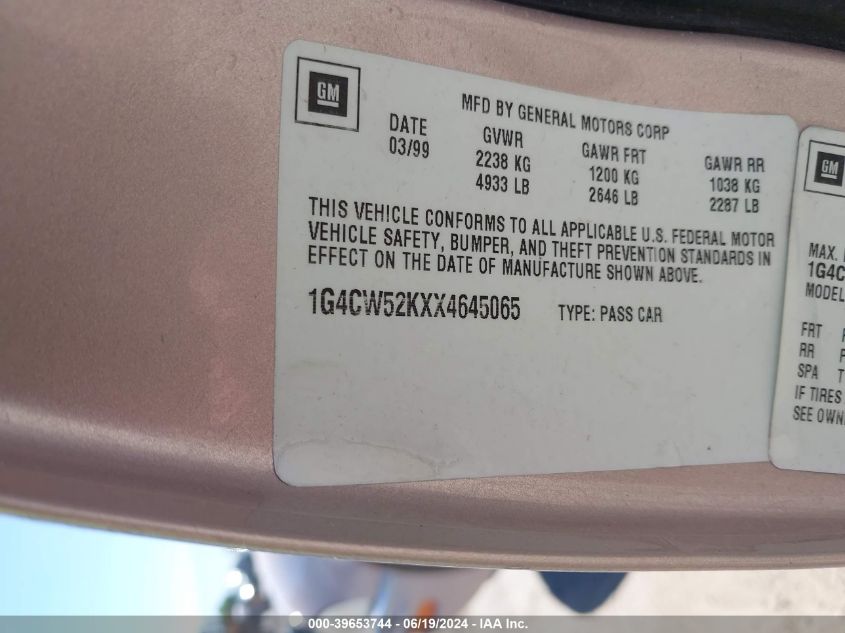 GM
MFD BY GENERAL MOTORS CORP
DATE GVWR GAWR FRT GAWR RR
03/99 2238 KG 1200 KG 1038 KG
4933 LB 2646 LB 2287 LB
THIS VEHICLE CONFORMS TO ALL APPLICABLE U.S. FEDERAL MOTOR
VEHICLE SAFETY, BUMPER, AND THEFT PREVENTION STANDARDS IN
EFFECT ON THE DATE OF MANUFACTURE SHOWN ABOVE.
1G4CW52KXX4645065 TYPE: PASS CAR
GM
MAX.
1G4C
MODEL
FRT
RR
SPA
IF TIRES
SEE OWN
000-39653744 - 06/19/2024 - IAA Inc.